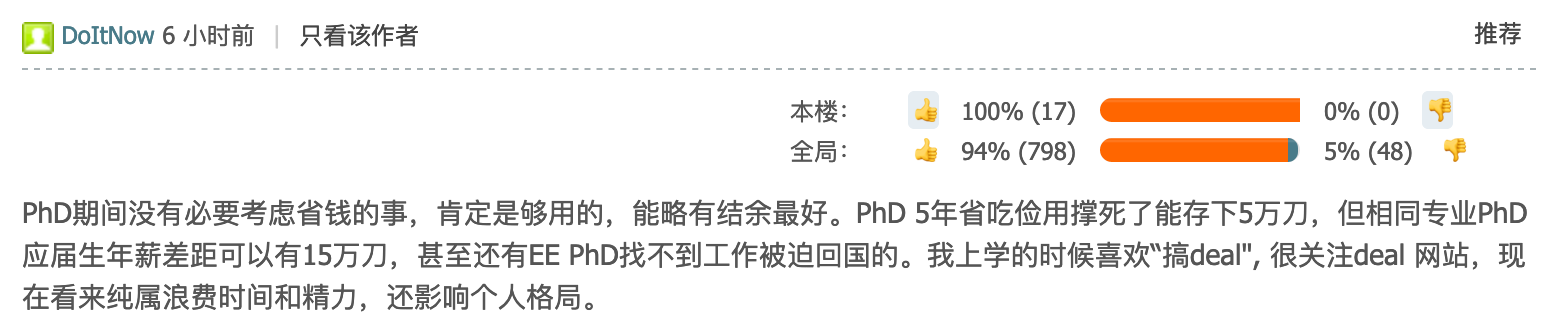 DoItNow 6 小时前 | 只看该作者 推荐
本楼： 👍 100% (17) 0% (0) 👎
全局： 👍 94% (798) 5% (48) 👎
PhD期间没有必要考虑省钱的事，肯定是够用的，能略有结余最好。PhD 5年省吃俭用撑死了能存下5万刀，但相同专业PhD
应届生年薪差距可以有15万刀，甚至还有EE PhD找不到工作被迫回国的。我上学的时候喜欢“搞deal", 很关注deal 网站，现
在看来纯属浪费时间和精力，还影响个人格局。